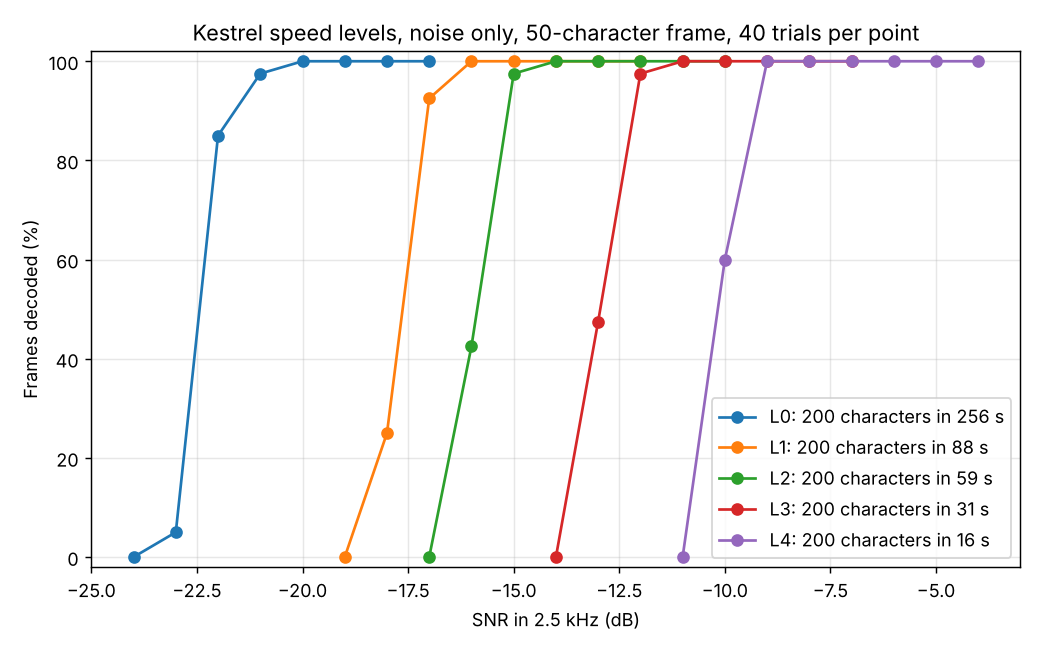 Kestrel speed levels, noise only, 50-character frame, 40 trials per point
Frames decoded (%)
100
80
60
40
20
0
L0: 200 characters in 256 s
L1: 200 characters in 88 s
L2: 200 characters in 59 s
L3: 200 characters in 31 s
L4: 200 characters in 16 s
−25.0 −22.5 −20.0 −17.5 −15.0 −12.5 −10.0 −7.5 −5.0
SNR in 2.5 kHz (dB)